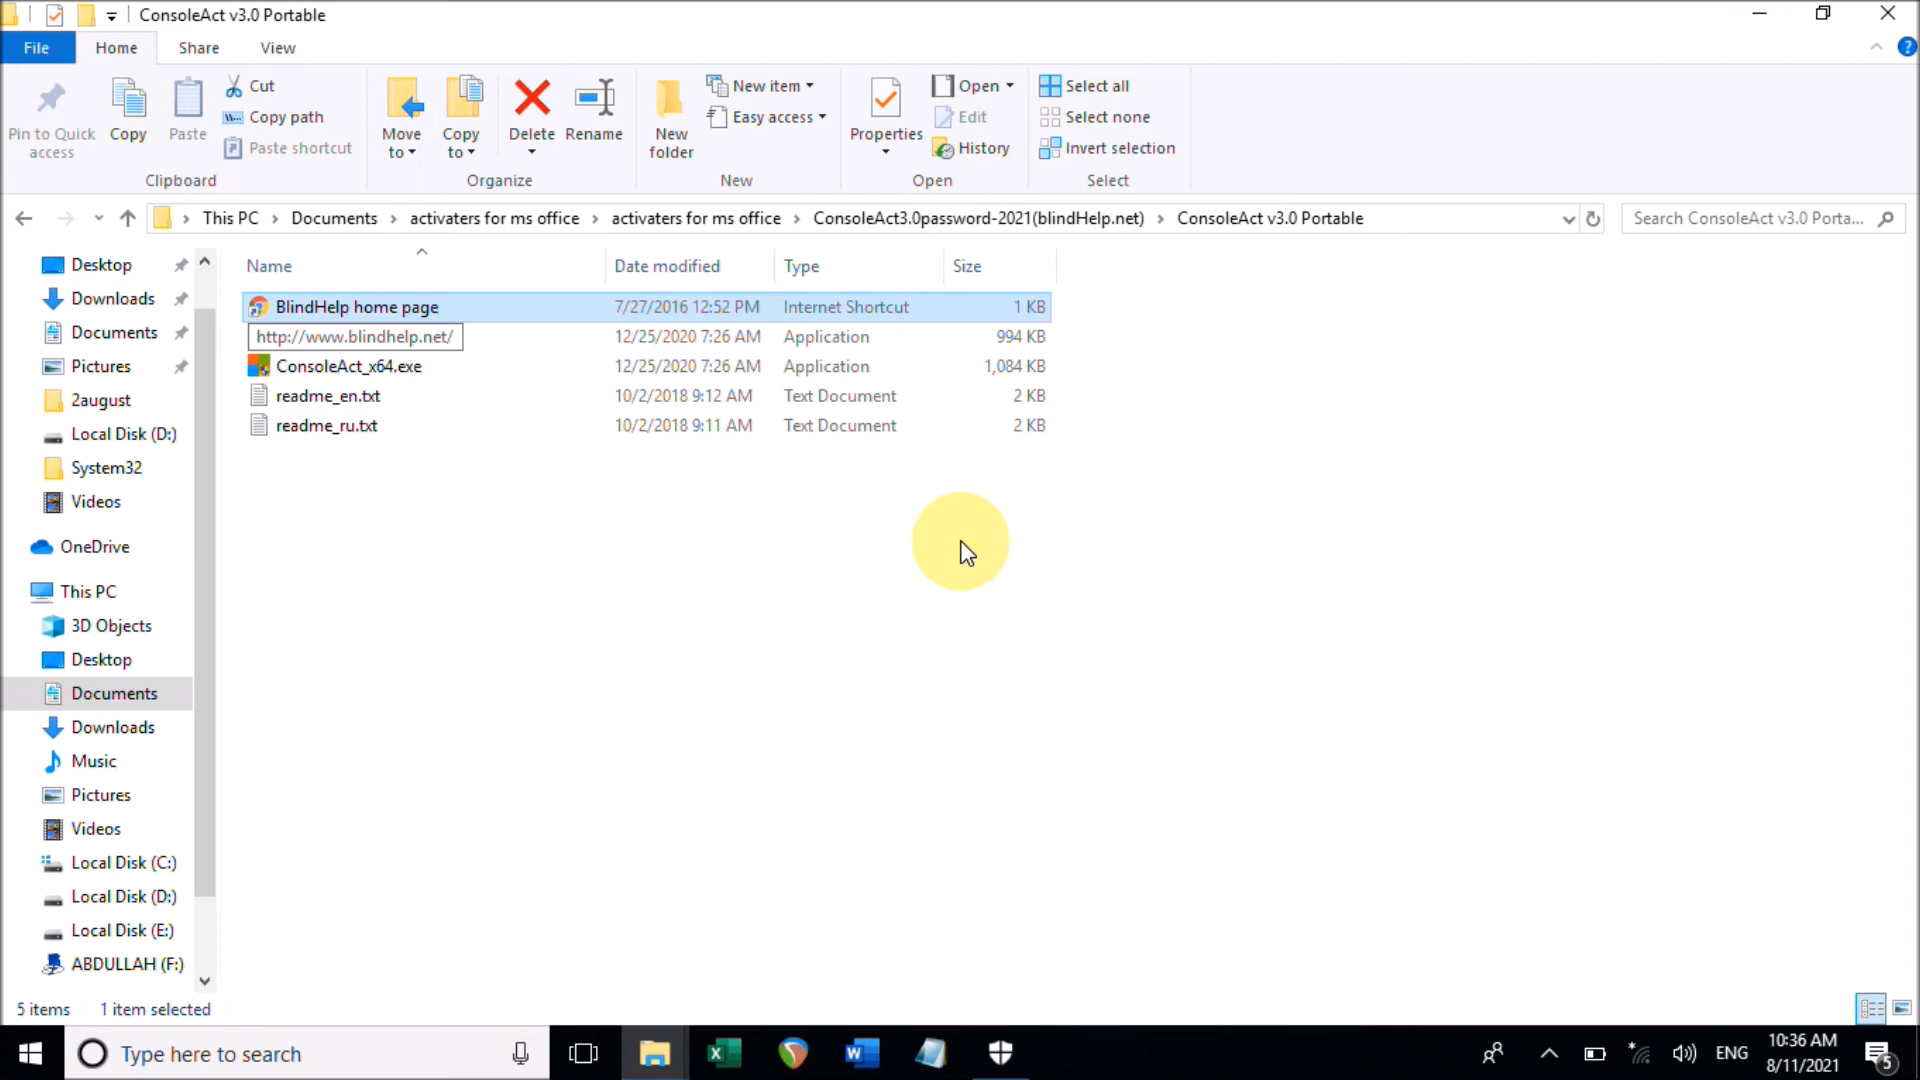 ConsoleAct v3.0 Portable
File Home Share View
Pin to Quick access
Copy
Paste
Cut
Copy path
Paste shortcut
Clipboard
Move to
Copy to
Delete
Rename
Organize
New folder
New item
Easy access
New
Properties
Open
Edit
History
Open
Select all
Select none
Invert selection
Select
This PC > Documents > activaters for ms office > activaters for ms office > ConsoleAct3.0password-2021(blindHelp.net) > ConsoleAct v3.0 Portable
Search ConsoleAct v3.0 Porta...
Name Date modified Type Size
BlindHelp home page 7/27/2016 12:52 PM Internet Shortcut 1 KB
http://www.blindhelp.net/ 12/25/2020 7:26 AM Application 994 KB
ConsoleAct_x64.exe 12/25/2020 7:26 AM Application 1,084 KB
readme_en.txt 10/2/2018 9:12 AM Text Document 2 KB
readme_ru.txt 10/2/2018 9:11 AM Text Document 2 KB
Desktop
Downloads
Documents
Pictures
2august
Local Disk (D:)
System32
Videos
OneDrive
This PC
3D Objects
Desktop
Documents
Downloads
Music
Pictures
Videos
Local Disk (C:)
Local Disk (D:)
Local Disk (E:)
ABDULLAH (F:)
5 items 1 item selected
Type here to search
ENG
10:36 AM
8/11/2021
5